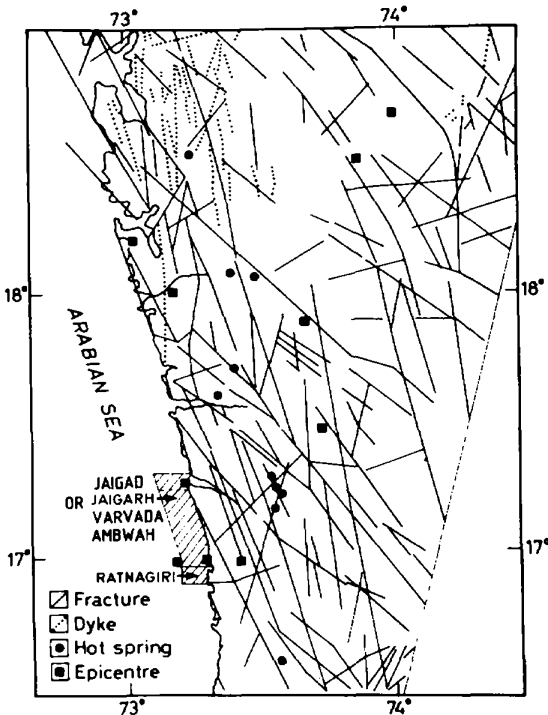 73°
74°
18°
18°
ARABIAN SEA
JAIGAD
OR JAIGARH
VARVADA
AMBWAH
17°
17°
RATNAGIRI
Fracture
Dyke
Hot spring
Epicentre
73°
74°